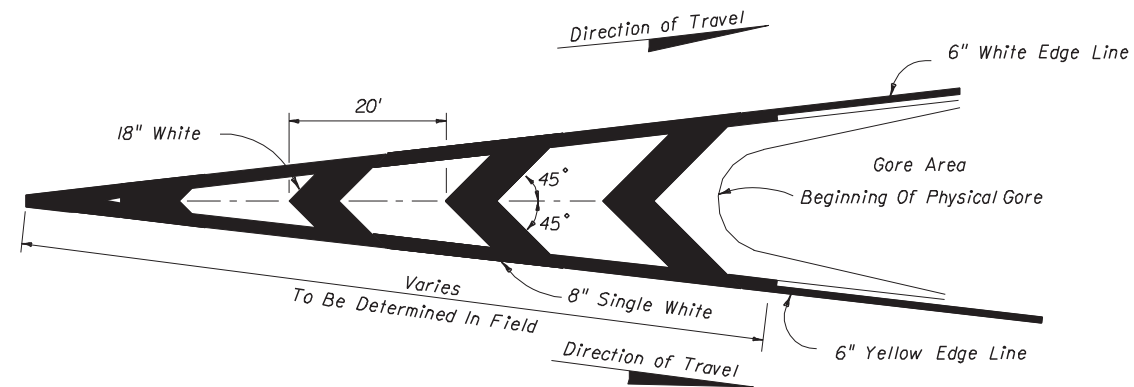 Direction of Travel
6" White Edge Line
20'
18" White
45°
45°
Gore Area
Beginning Of Physical Gore
Varies
To Be Determined In Field
8" Single White
6" Yellow Edge Line
Direction of Travel